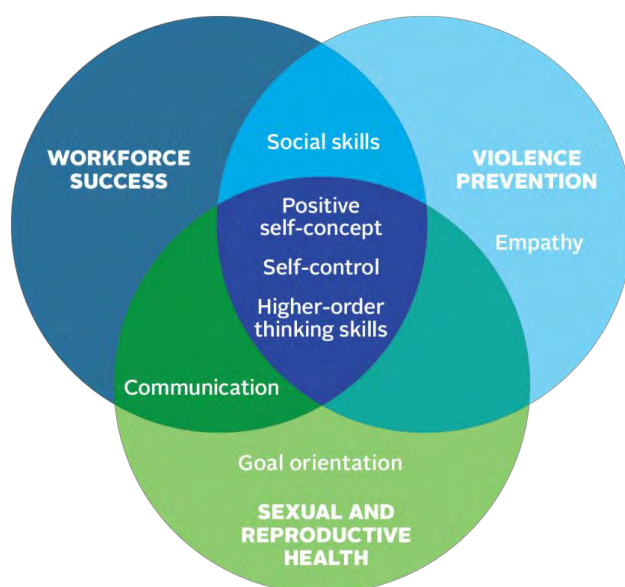 Social skills
WORKFORCE
SUCCESS
VIOLENCE
PREVENTION
Positive
self-concept
Empathy
Self-control
Higher-order
thinking skills
Communication
Goal orientation
SEXUAL AND
REPRODUCTIVE
HEALTH